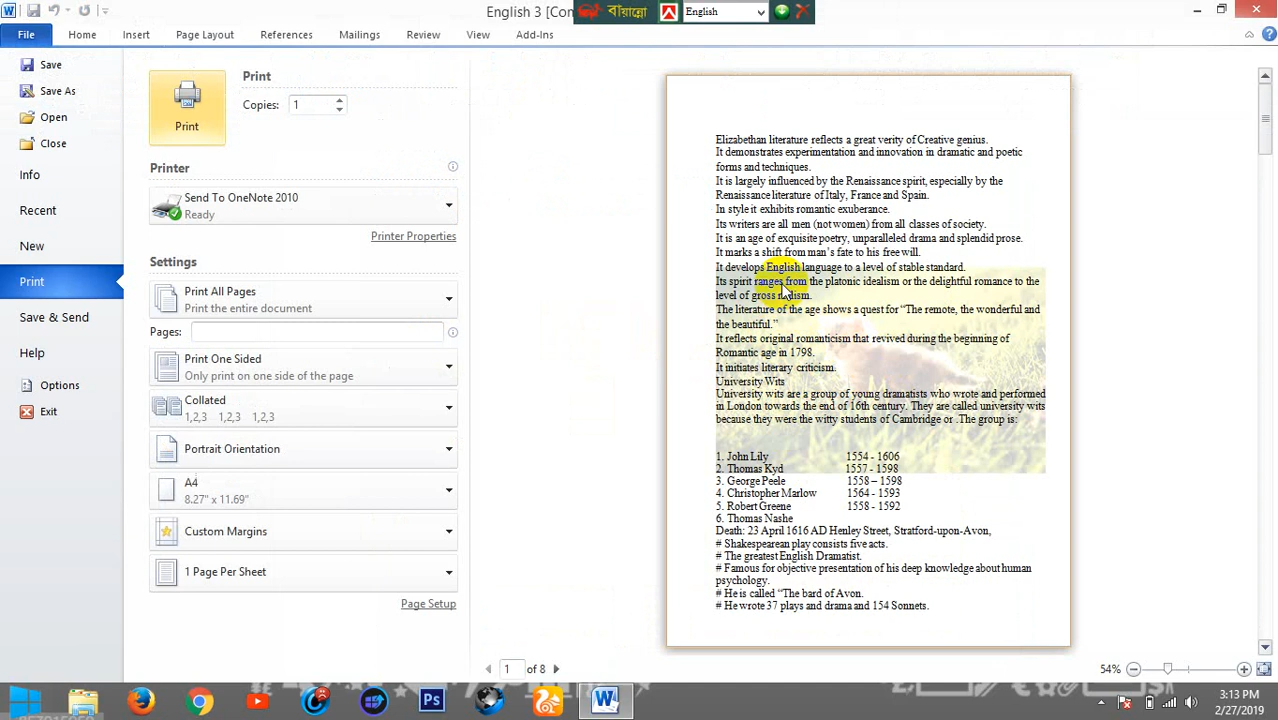 English 3 [Con
বায়ান্নো
English
File Home Insert Page Layout References Mailings Review View Add-Ins
Save
Save As
Open
Close
Info
Recent
New
Print
Save & Send
Help
Options
Exit
Print
Print
Copies: 1
Printer
Send To OneNote 2010
Ready
Printer Properties
Settings
Print All Pages
Print the entire document
Pages:
Print One Sided
Only print on one side of the page
Collated
1,2,3 1,2,3 1,2,3
Portrait Orientation
A4
8.27" x 11.69"
Custom Margins
1 Page Per Sheet
Page Setup
Elizabethan literature reflects a great verity of Creative genius.
It demonstrates experimentation and innovation in dramatic and poetic
forms and techniques.
It is largely influenced by the Renaissance spirit, especially by the
Renaissance literature of Italy, France and Spain.
In style it exhibits romantic exuberance.
Its writers are all men (not women) from all classes of society.
It is an age of exquisite poetry, unparalleled drama and splendid prose.
It marks a shift from man's fate to his free will.
It develops English language to a level of stable standard.
Its spirit ranges from the platonic idealism or the delightful romance to the
level of gross realism.
The literature of the age shows a quest for “The remote, the wonderful and
the beautiful.”
It reflects original romanticism that revived during the beginning of
Romantic age in 1798.
It initiates literary criticism.
University Wits
University wits are a group of young dramatists who wrote and performed
in London towards the end of 16th century. They are called university wits
because they were the witty students of Cambridge or .The group is:
1. John Lily 1554 - 1606
2. Thomas Kyd 1557 - 1598
3. George Peele 1558 – 1598
4. Christopher Marlow 1564 - 1593
5. Robert Greene 1558 - 1592
6. Thomas Nashe
Death: 23 April 1616 AD Henley Street, Stratford-upon-Avon,
# Shakespearean play consists five acts.
# The greatest English Dramatist.
# Famous for objective presentation of his deep knowledge about human
psychology.
# He is called “The bard of Avon.
# He wrote 37 plays and drama and 154 Sonnets.
1 of 8
54%
Ps
3:13 PM
2/27/2019